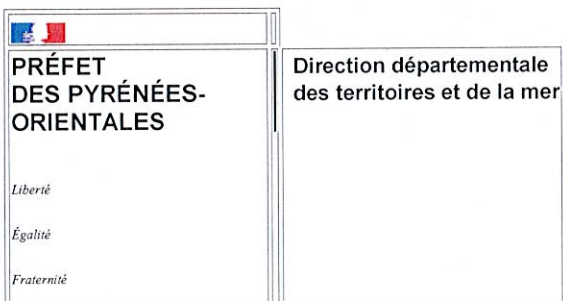 PRÉFET
DES PYRÉNÉES-
ORIENTALES
Liberté
Égalité
Fraternité
Direction départementale
des territoires et de la mer